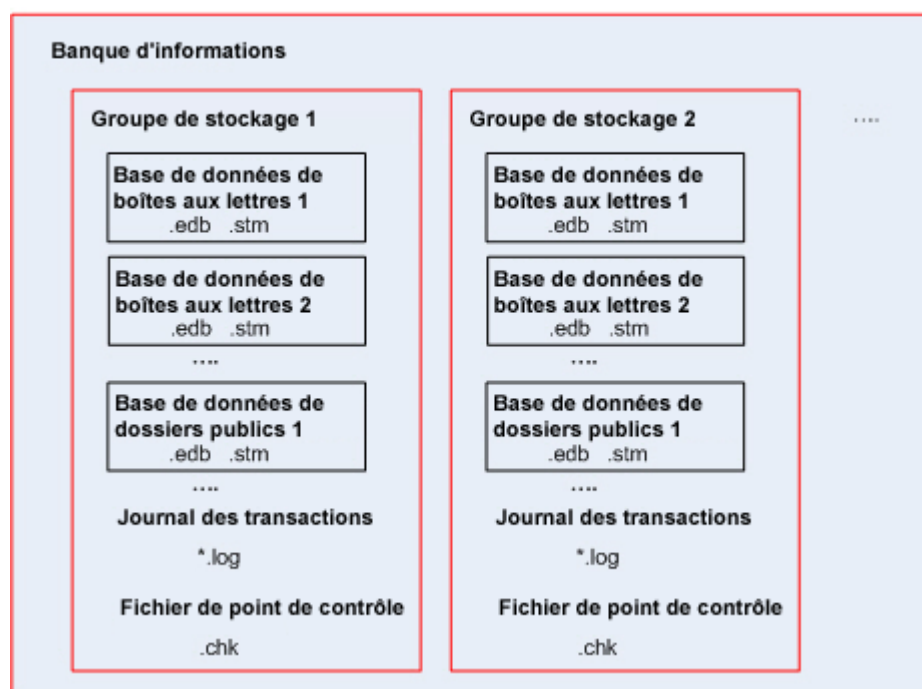 Banque d'informations
Groupe de stockage 1
Base de données de
boîtes aux lettres 1
.edb .stm
Base de données de
boîtes aux lettres 2
.edb .stm
....
Base de données de
dossiers publics 1
.edb .stm
....
Journal des transactions
*.log
Fichier de point de contrôle
.chk
Groupe de stockage 2
Base de données de
boîtes aux lettres 1
.edb .stm
Base de données de
boîtes aux lettres 2
.edb .stm
....
Base de données de
dossiers publics 1
.edb .stm
....
Journal des transactions
*.log
Fichier de point de contrôle
.chk
....